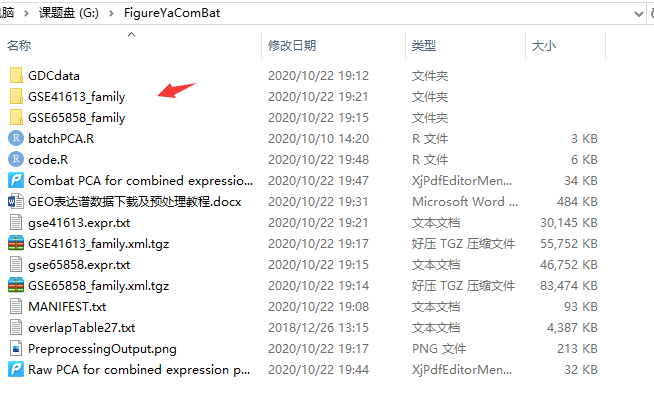 电脑 > 课题盘 (G:) > FigureYaComBat
名称 修改日期 类型 大小
GDCdata 2020/10/22 19:12 文件夹
GSE41613_family 2020/10/22 19:21 文件夹
GSE65858_family 2020/10/22 19:15 文件夹
batchPCA.R 2020/10/10 14:20 R 文件 3 KB
code.R 2020/10/22 19:48 R 文件 6 KB
Combat PCA for combined expressio... 2020/10/22 19:47 XjPdfEditorMen... 34 KB
GEO表达谱数据下载及预处理教程.docx 2020/10/22 19:31 Microsoft Word ... 484 KB
gse41613.expr.txt 2020/10/22 19:21 文本文档 30,145 KB
GSE41613_family.xml.tgz 2020/10/22 19:17 好压 TGZ 压缩文件 55,752 KB
gse65858.expr.txt 2020/10/22 19:15 文本文档 46,752 KB
GSE65858_family.xml.tgz 2020/10/22 19:14 好压 TGZ 压缩文件 83,474 KB
MANIFEST.txt 2020/10/22 19:08 文本文档 93 KB
overlapTable27.txt 2018/12/26 13:15 文本文档 4,387 KB
PreprocessingOutput.png 2020/10/22 19:17 PNG 文件 213 KB
Raw PCA for combined expression p... 2020/10/22 19:44 XjPdfEditorMen... 32 KB